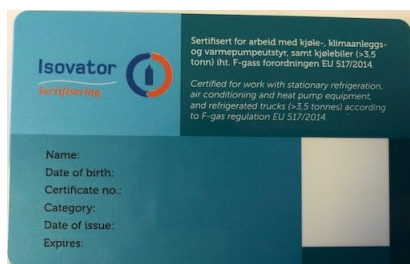 Isovator
Sertifisering
Sertifisert for arbeid med kjøle-, klimaanleggs-
og varmepumpeutstyr, samt kjølebiler (>3,5
tonn) iht. F-gass forordningen EU 517/2014.
Certified for work with stationary refrigeration,
air conditioning and heat pump equipment,
and refrigerated trucks (>3,5 tonnes) according
to F-gas regulation EU 517/2014.
Name:
Date of birth:
Certificate no.:
Category:
Date of issue:
Expires: